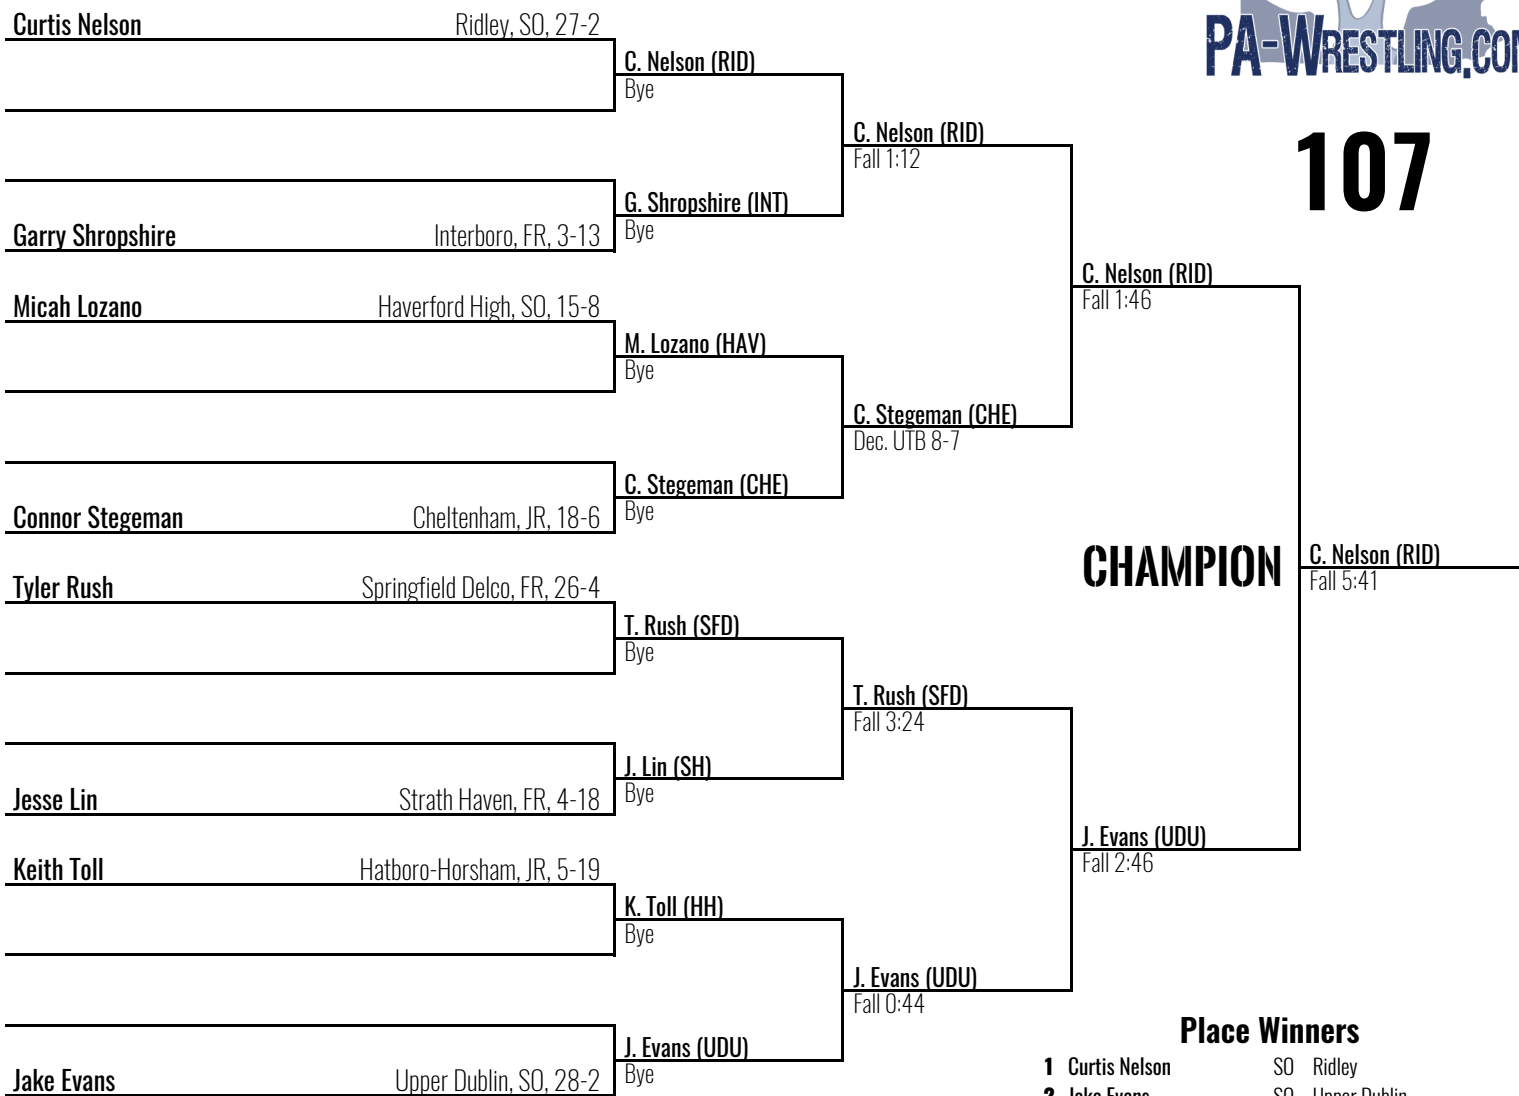 Curtis Nelson Ridley, SO, 27-2
C. Nelson (RID)
Bye
PA-WRESTLING.COM
107
C. Nelson (RID)
Fall 1:12
G. Shropshire (INT)
Bye
Garry Shropshire Interboro, FR, 3-13
C. Nelson (RID)
Fall 1:46
Micah Lozano Haverford High, SO, 15-8
M. Lozano (HAV)
Bye
C. Stegeman (CHE)
Dec. UTB 8-7
C. Stegeman (CHE)
Bye
Connor Stegeman Cheltenham, JR, 18-6
CHAMPION
C. Nelson (RID)
Fall 5:41
Tyler Rush Springfield Delco, FR, 26-4
T. Rush (SFD)
Bye
T. Rush (SFD)
Fall 3:24
J. Lin (SH)
Bye
Jesse Lin Strath Haven, FR, 4-18
J. Evans (UDU)
Fall 2:46
Keith Toll Hatboro-Horsham, JR, 5-19
K. Toll (HH)
Bye
J. Evans (UDU)
Fall 0:44
J. Evans (UDU)
Bye
Jake Evans Upper Dublin, SO, 28-2
Place Winners
1 Curtis Nelson SO Ridley
2 Jake Evans SO Upper Dublin